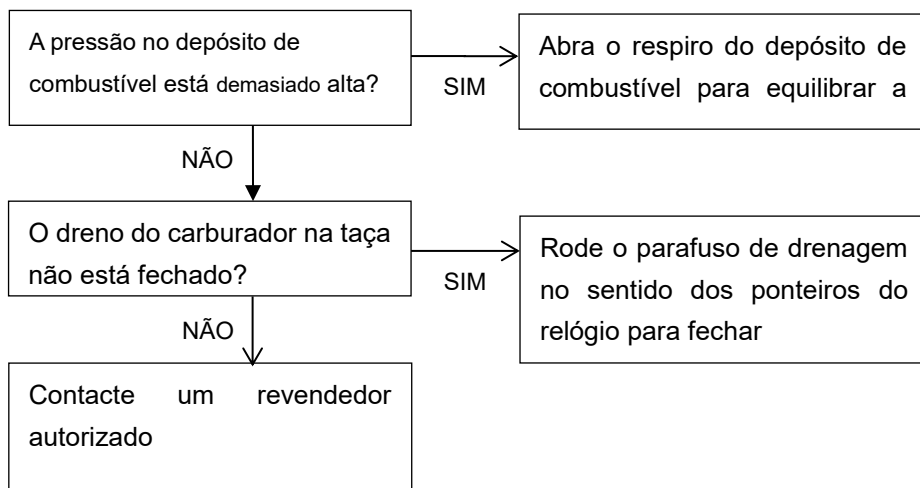 A pressão no depósito de
combustível está demasiado alta?
SIM
Abra o respiro do depósito de
combustível para equilibrar a
NÃO
O dreno do carburador na taça
não está fechado?
SIM
Rode o parafuso de drenagem
no sentido dos ponteiros do
relógio para fechar
NÃO
Contacte um revendedor
autorizado